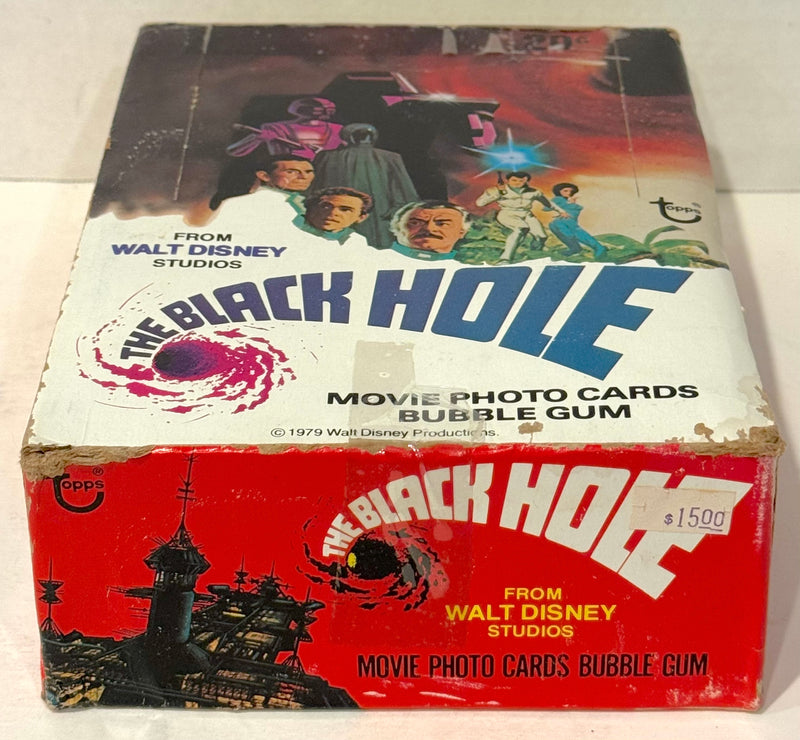 topps®
FROM
WALT DISNEY
STUDIOS
THE BLACK HOLE
MOVIE PHOTO CARDS
BUBBLE GUM
© 1979 Walt Disney Productions.
topps®
THE BLACK HOLE
$1500
FROM
WALT DISNEY
STUDIOS
MOVIE PHOTO CARDS BUBBLE GUM